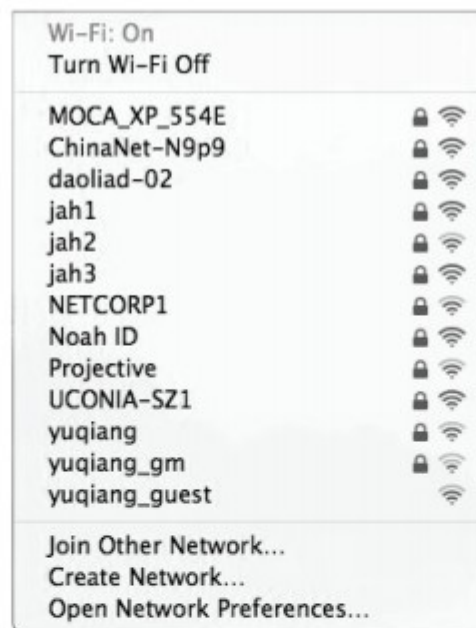 Wi-Fi: On
Turn Wi-Fi Off
MOCA_XP_554E
ChinaNet-N9p9
daoliad-02
jah1
jah2
jah3
NETCORP1
Noah ID
Projective
UCONIA-SZ1
yuqiang
yuqiang_gm
yuqiang_guest
Join Other Network...
Create Network...
Open Network Preferences...